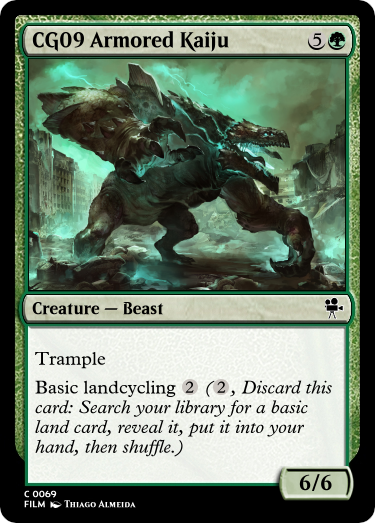 CG09 Armored Kaiju 5
Creature — Beast
Trample
Basic landcycling 2 (2, Discard this
card: Search your library for a basic
land card, reveal it, put it into your
hand, then shuffle.)
6/6
C 0069
FILM Thiago Almeida